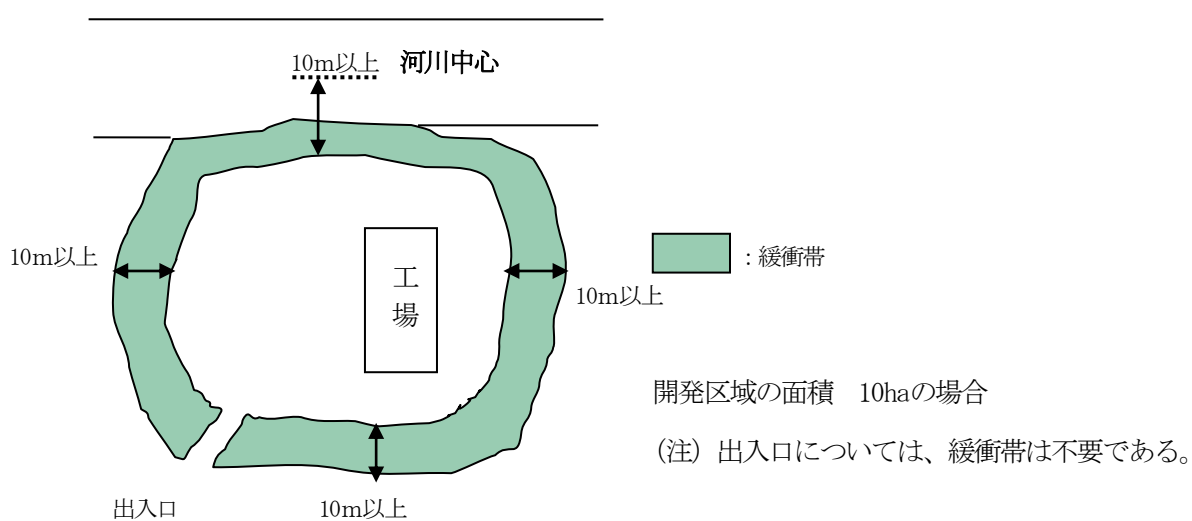 10m以上 河川中心
10m以上
工場
:緩衝帯
10m以上
開発区域の面積 10haの場合
(注) 出入口については、緩衝帯は不要である。
出入口 10m以上